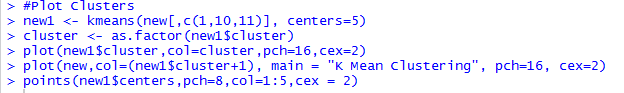 > #Plot Clusters
> new1 <- kmeans(new[,c(1,10,11)], centers=5)
> cluster <- as.factor(new1$cluster)
> plot(new1$cluster,col=cluster,pch=16,cex=2)
> plot(new,col=(new1$cluster+1), main = "K Mean Clustering", pch=16, cex=2)
> points(new1$centers,pch=8,col=1:5,cex = 2)